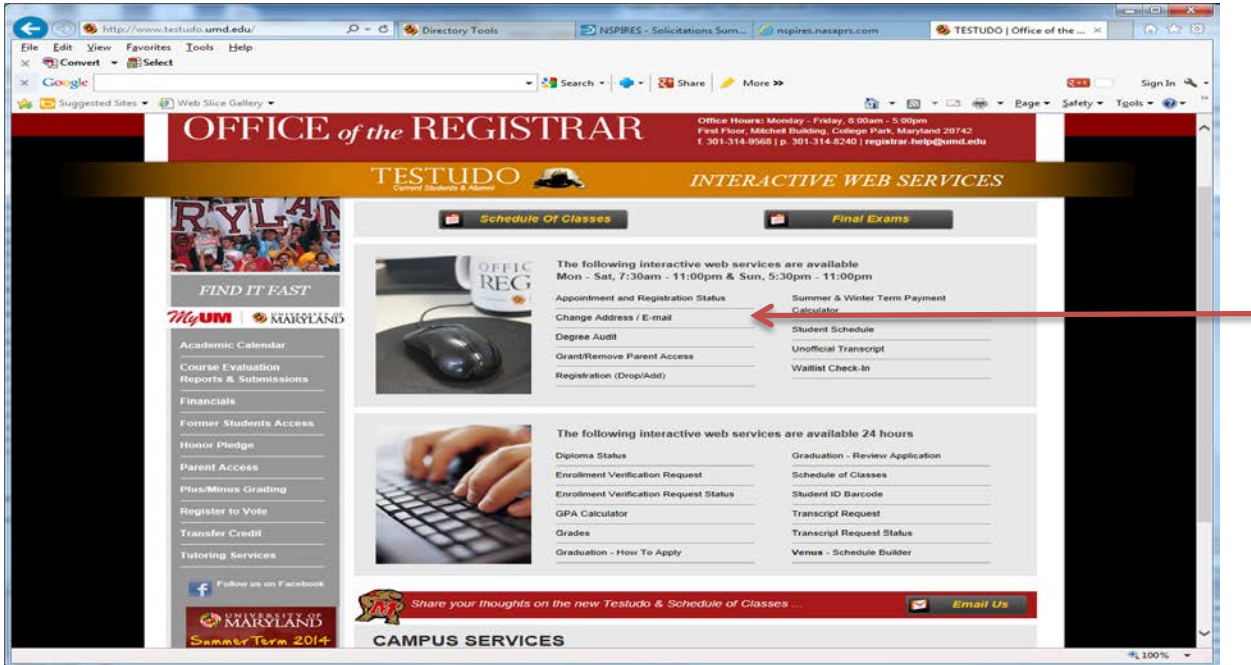 http://www.testudo.umd.edu/
Directory Tools
NSPIRES - Solicitations Sum...
nspires.nasaprs.com
TESTUDO | Office of the ...
File Edit View Favorites Tools Help
Convert
Select
Google
Search
Share
More >>
Sign In
Suggested Sites
Web Slice Gallery
Page Safety Tools
OFFICE of the REGISTRAR
Office Hours: Monday - Friday, 8:00am - 5:00pm
First Floor, Mitchell Building, College Park, Maryland 20742
f. 301-314-9568 | p. 301-314-8240 | registrar-help@umd.edu
TESTUDO
Current Students & Alumni
INTERACTIVE WEB SERVICES
RYLAN
Schedule Of Classes
Final Exams
FIND IT FAST
MyUM
UNIVERSITY OF
MARYLAND
Academic Calendar
Course Evaluation
Reports & Submissions
Financials
Former Students Access
Honor Pledge
Parent Access
Plus/Minus Grading
Register to Vote
Transfer Credit
Tutoring Services
Follow us on Facebook
UNIVERSITY OF
MARYLAND
Summer Term 2014
OFFIC
REG
The following interactive web services are available
Mon - Sat, 7:30am - 11:00pm & Sun, 5:30pm - 11:00pm
Appointment and Registration Status
Change Address / E-mail
Degree Audit
Grant/Remove Parent Access
Registration (Drop/Add)
Summer & Winter Term Payment
Calculator
Student Schedule
Unofficial Transcript
Waitlist Check-In
The following interactive web services are available 24 hours
Diploma Status
Enrollment Verification Request
Enrollment Verification Request Status
GPA Calculator
Grades
Graduation - How To Apply
Graduation - Review Application
Schedule of Classes
Student ID Barcode
Transcript Request
Transcript Request Status
Venus - Schedule Builder
M
Share your thoughts on the new Testudo & Schedule of Classes ...
Email Us
CAMPUS SERVICES
100%